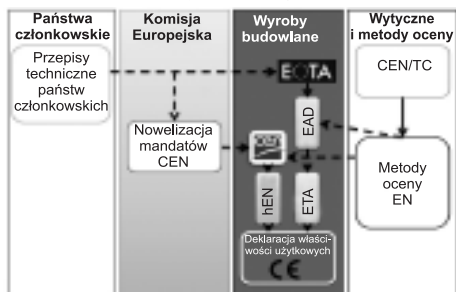 Państwa
członkowskie
Komisja
Europejska
Wyroby
budowlane
Wytyczne
i metody oceny
Przepisy
techniczne
państw
członkowskich
EOTA
CEN/TC
Nowelizacja
mandatów
CEN
EAD
CEN
hEN
ETA
Metody
oceny
EN
Deklaracja właści-
wości użytkowych
CE